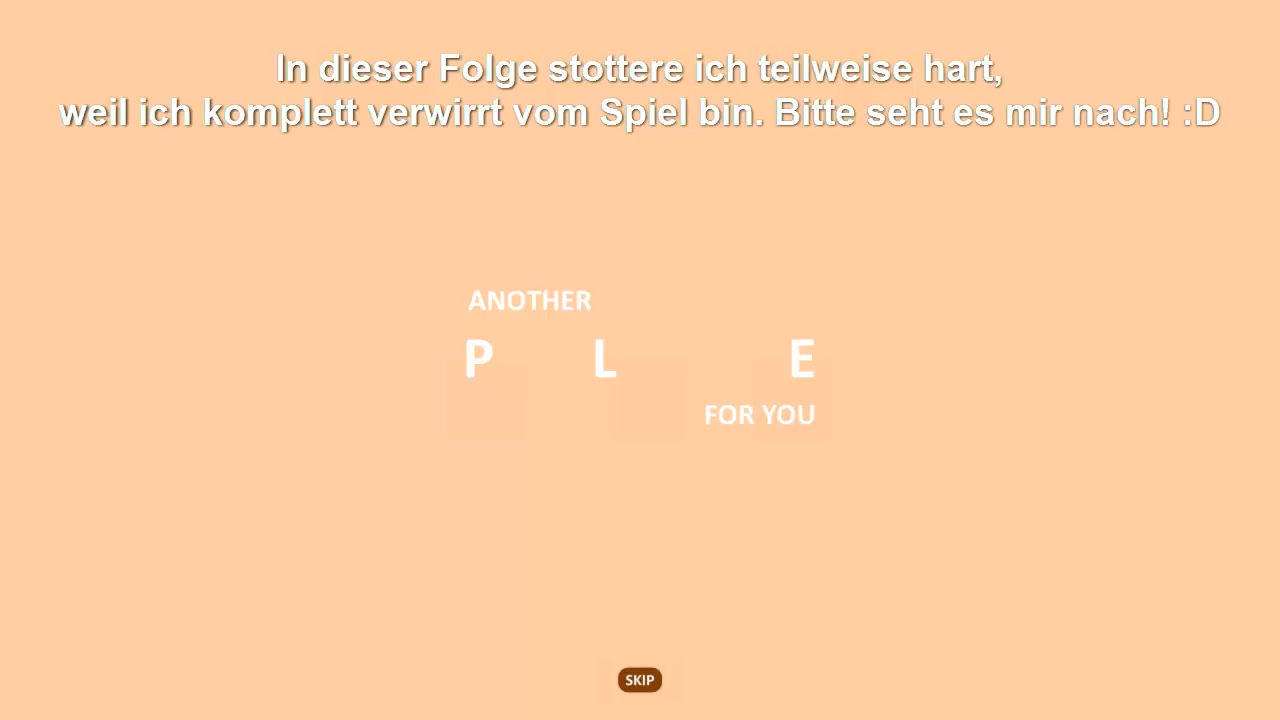 In dieser Folge stottere ich teilweise hart,
weil ich komplett verwirrt vom Spiel bin. Bitte seht es mir nach! :D
ANOTHER
P L E
FOR YOU
SKIP